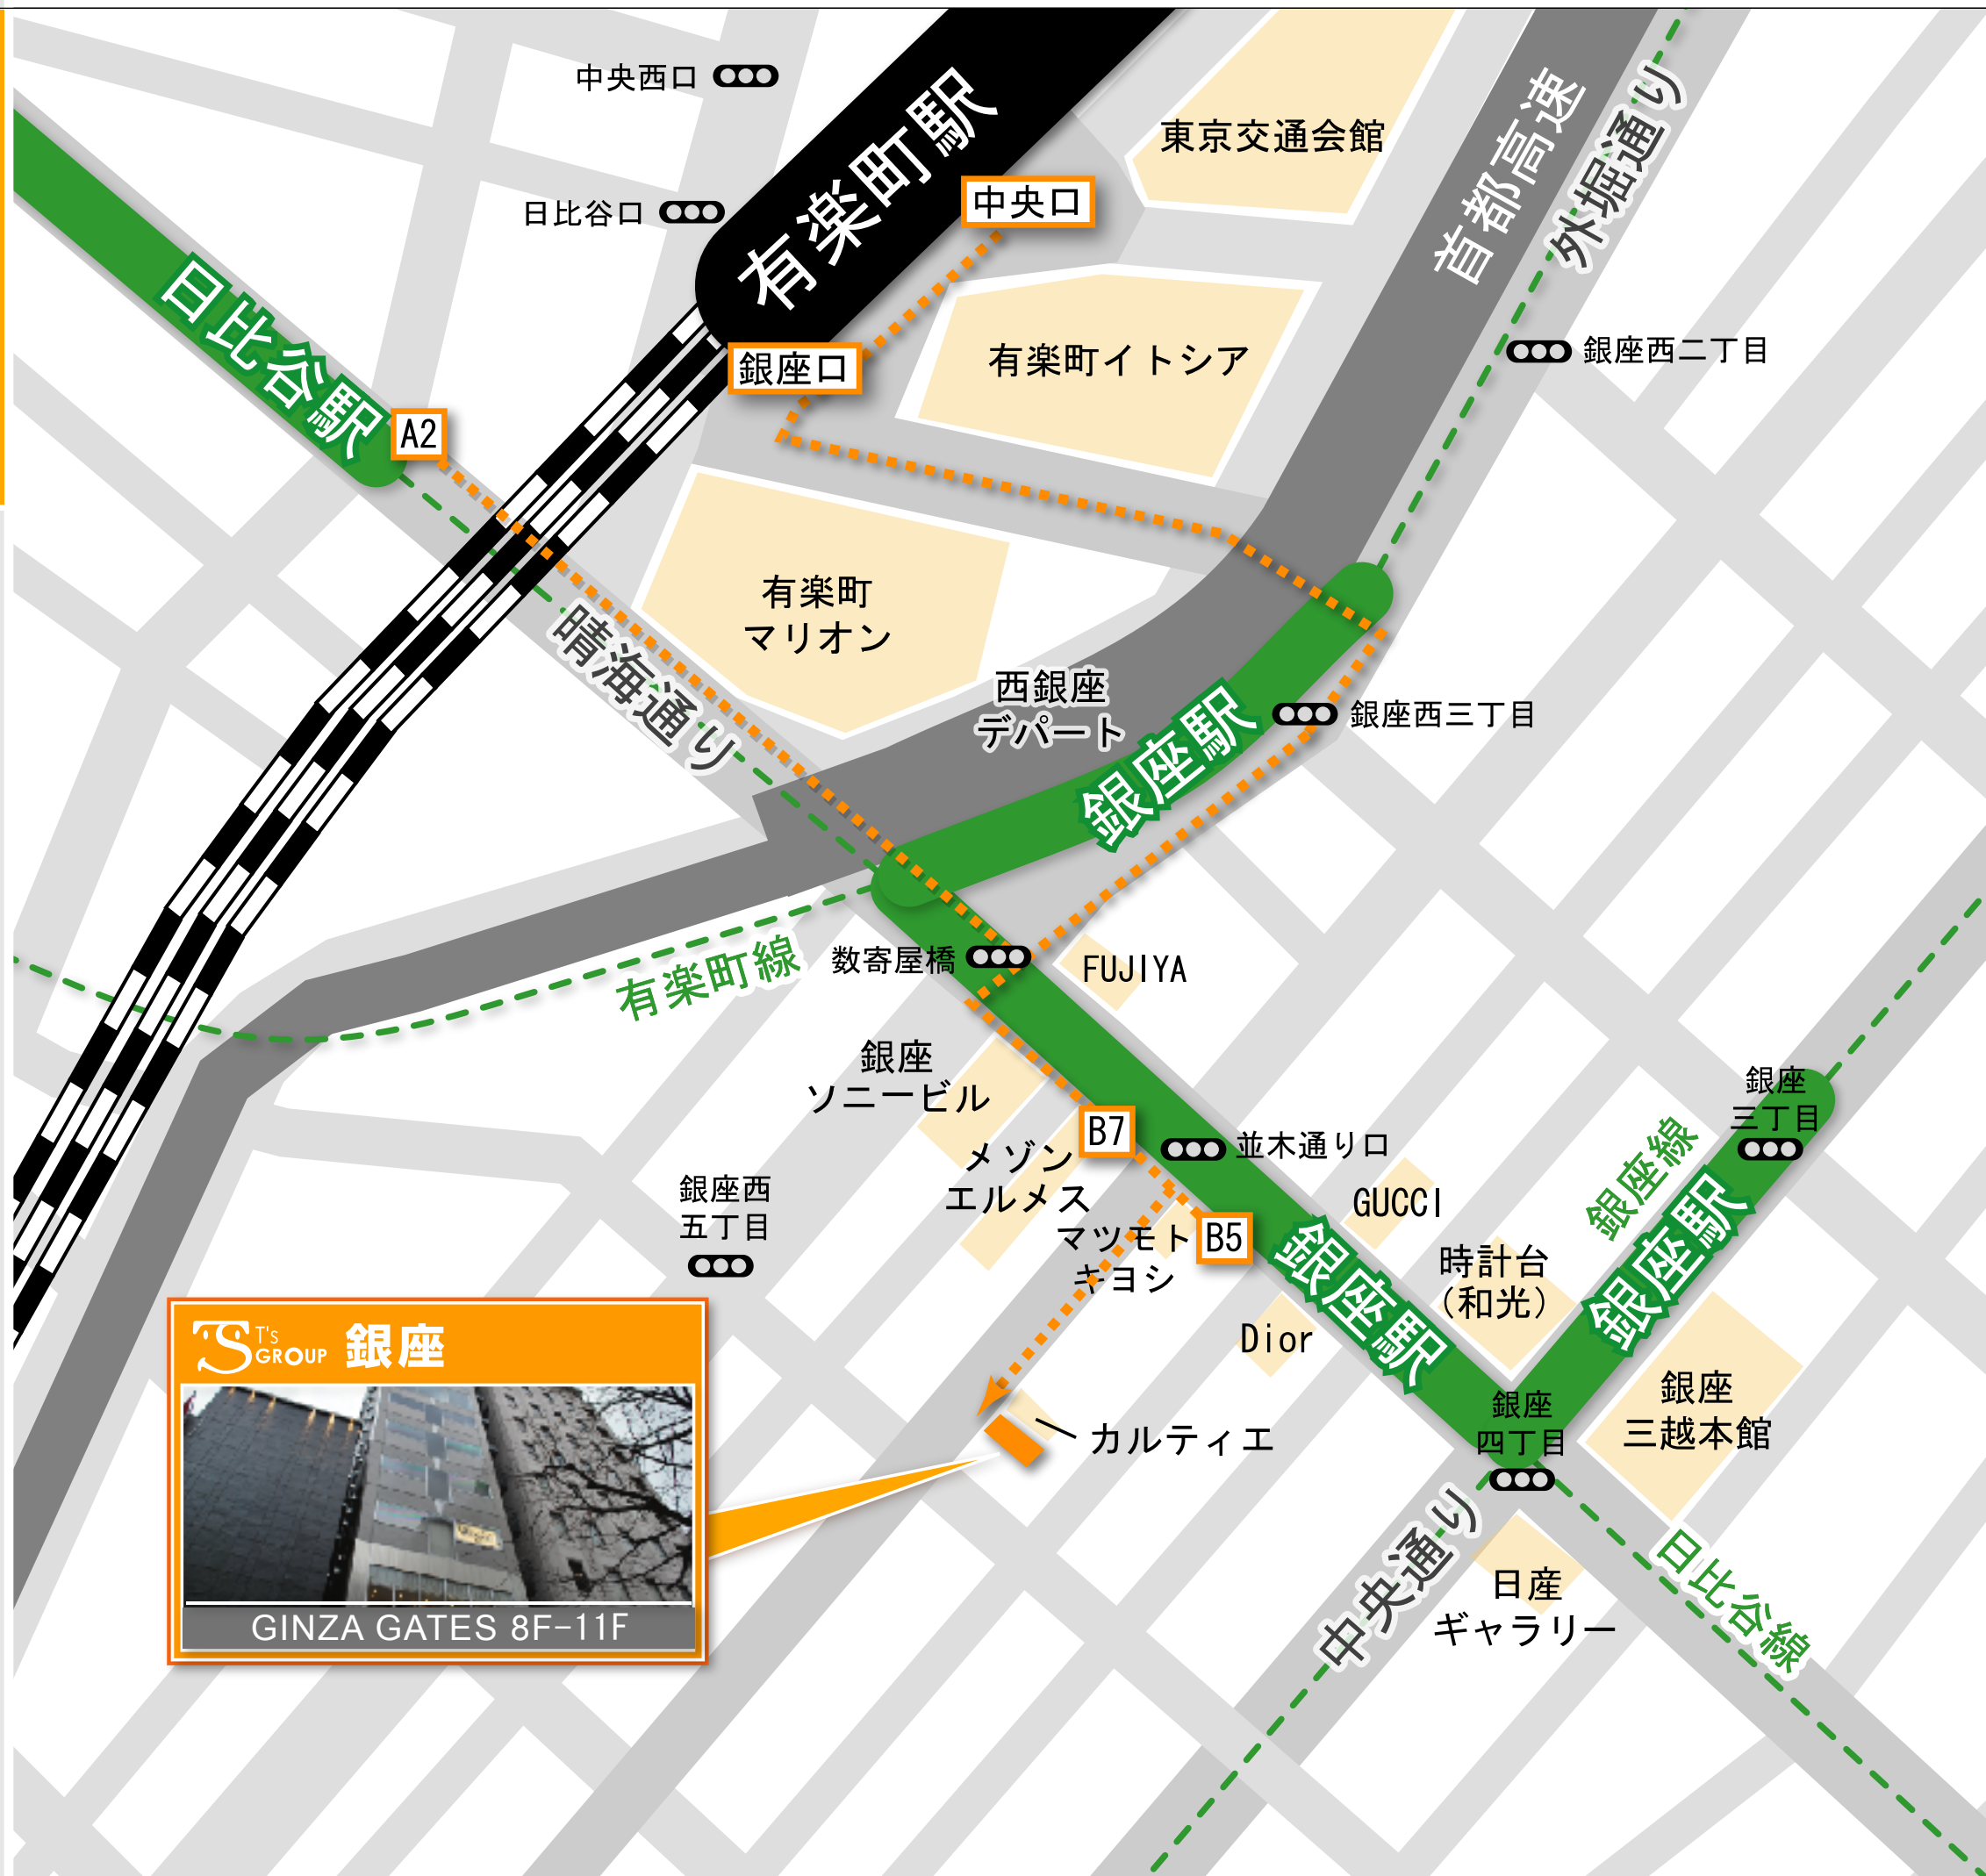 中央西口
有楽町駅
東京交通会館
首都高速
外堀通り
日比谷口
中央口
日比谷駅
銀座口
有楽町イトシア
銀座西二丁目
A2
有楽町
マリオン
晴海通り
西銀座
デパート
銀座駅
銀座西三丁目
数寄屋橋
FUJIYA
有楽町線
銀座
ソニービル
B7
並木通り口
銀座
三丁目
銀座線
メゾン
エルメス
GUCCI
銀座西
五丁目
マツモト
キヨシ
B5
銀座駅
時計台
(和光)
銀座駅
Dior
T's
GROUP
銀座
カルティエ
銀座
四丁目
銀座
三越本館
中央通り
日産
ギャラリー
日比谷線
GINZA GATES 8F-11F